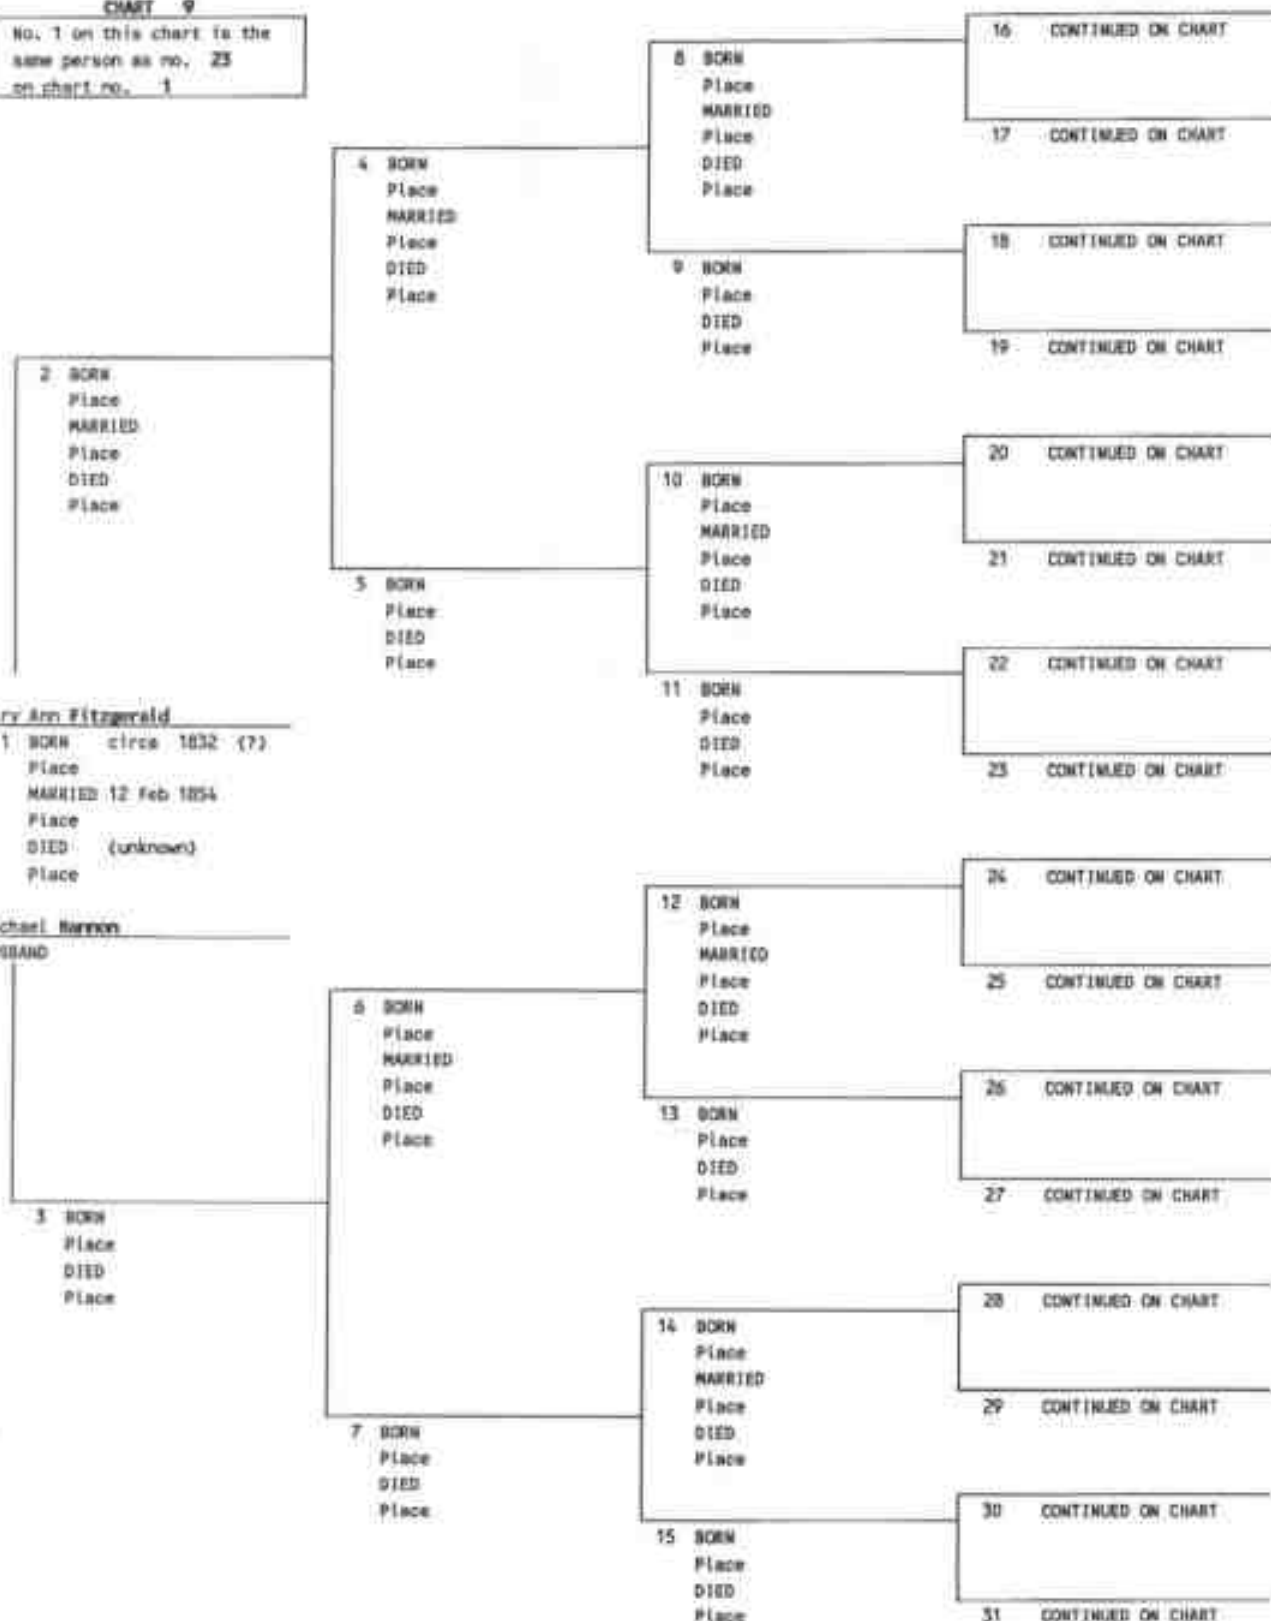 CHART 9
No. 1 on this chart is the
same person as no. 23
on chart no. 1
2 BORN
Place
MARRIED
Place
DIED
Place
ry Ann Fitzgerald
1 BORN circa 1832 (?)
Place
MARRIED 12 Feb 1854
Place
DIED (unknown)
Place
chael
SBAND
3 BORN
Place
DIED
Place
4 BORN
Place
MARRIED
Place
DIED
Place
5 BORN
Place
DIED
Place
6 BORN
Place
MARRIED
Place
DIED
Place
7 BORN
Place
DIED
Place
8 BORN
Place
MARRIED
Place
DIED
Place
9 BORN
Place
DIED
Place
10 BORN
Place
MARRIED
Place
DIED
Place
11 BORN
Place
DIED
Place
12 BORN
Place
MARRIED
Place
DIED
Place
13 BORN
Place
DIED
Place
14 BORN
Place
MARRIED
Place
DIED
Place
15 BORN
Place
DIED
Place
16 CONTINUED ON CHART
17 CONTINUED ON CHART
18 CONTINUED ON CHART
19 CONTINUED ON CHART
20 CONTINUED ON CHART
21 CONTINUED ON CHART
22 CONTINUED ON CHART
23 CONTINUED ON CHART
24 CONTINUED ON CHART
25 CONTINUED ON CHART
26 CONTINUED ON CHART
27 CONTINUED ON CHART
28 CONTINUED ON CHART
29 CONTINUED ON CHART
30 CONTINUED ON CHART
31 CONTINUED ON CHART